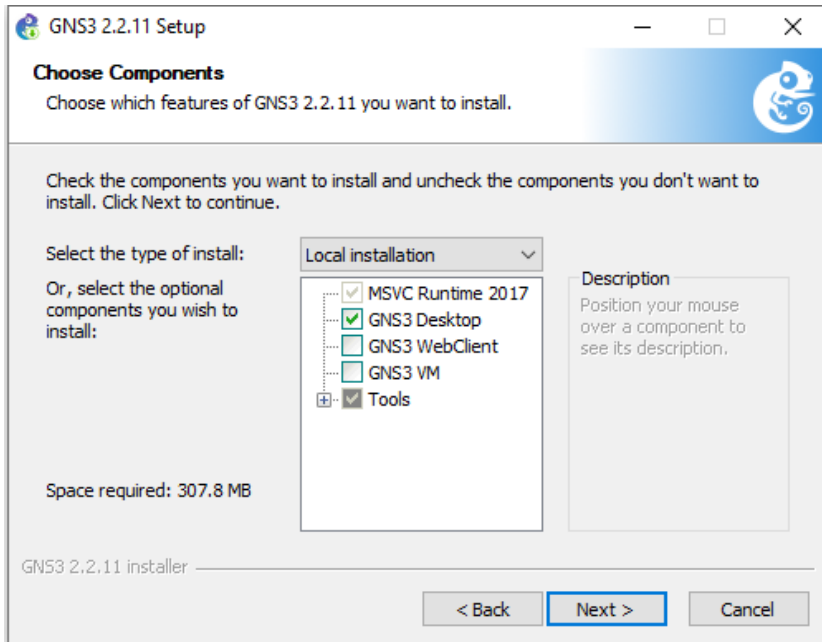 GNS3 2.2.11 Setup
Choose Components
Choose which features of GNS3 2.2.11 you want to install.
Check the components you want to install and uncheck the components you don't want to
install. Click Next to continue.
Select the type of install:
Local installation
Or, select the optional
components you wish to
install:
MSVC Runtime 2017
GNS3 Desktop
GNS3 WebClient
GNS3 VM
Tools
Description
Position your mouse
over a component to
see its description.
Space required: 307.8 MB
GNS3 2.2.11 installer
< Back
Next >
Cancel